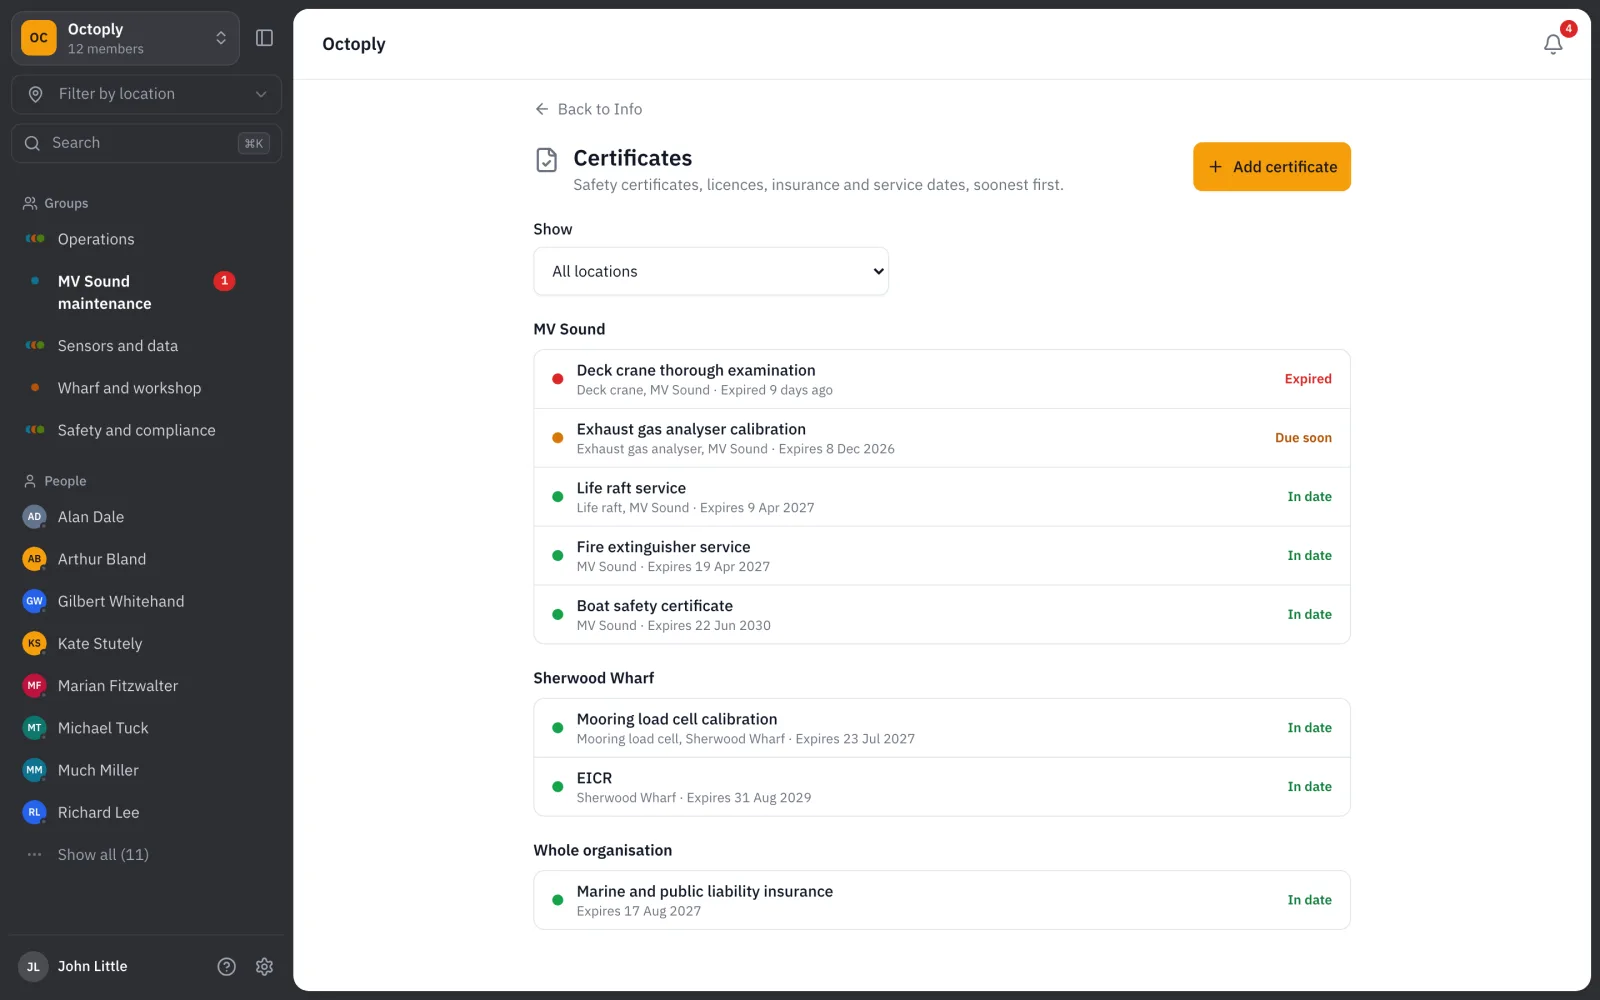 OC
Octoply
12 members
Filter by location
Search
⌘K
Groups
Operations
MV Sound
maintenance
1
Sensors and data
Wharf and workshop
Safety and compliance
People
AD
Alan Dale
AB
Arthur Bland
GW
Gilbert Whitehand
KS
Kate Stutely
MF
Marian Fitzwalter
MT
Michael Tuck
MM
Much Miller
RL
Richard Lee
Show all (11)
JL
John Little
Octoply
4
Back to Info
Certificates
Safety certificates, licences, insurance and service dates, soonest first.
Add certificate
Show
All locations
MV Sound
Deck crane thorough examination
Deck crane, MV Sound · Expired 9 days ago
Expired
Exhaust gas analyser calibration
Exhaust gas analyser, MV Sound · Expires 8 Dec 2026
Due soon
Life raft service
Life raft, MV Sound · Expires 9 Apr 2027
In date
Fire extinguisher service
MV Sound · Expires 19 Apr 2027
In date
Boat safety certificate
MV Sound · Expires 22 Jun 2030
In date
Sherwood Wharf
Mooring load cell calibration
Mooring load cell, Sherwood Wharf · Expires 23 Jul 2027
In date
EICR
Sherwood Wharf · Expires 31 Aug 2029
In date
Whole organisation
Marine and public liability insurance
Expires 17 Aug 2027
In date